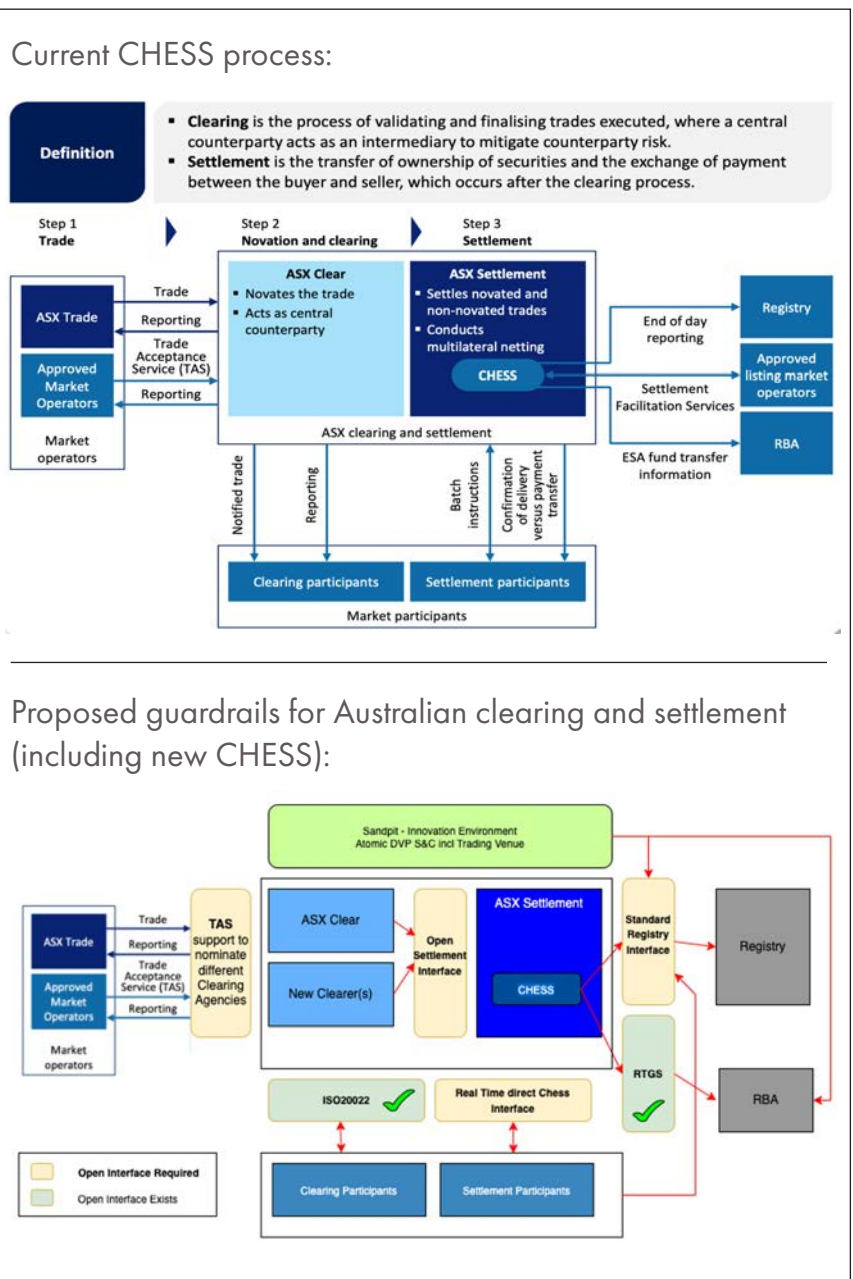 Current CHESS process:
Definition
▪ Clearing is the process of validating and finalising trades executed, where a central
counterparty acts as an intermediary to mitigate counterparty risk.
▪ Settlement is the transfer of ownership of securities and the exchange of payment
between the buyer and seller, which occurs after the clearing process.
Step 1
Trade
Step 2
Novation and clearing
Step 3
Settlement
ASX Trade
Approved
Market
Operators
Market
operators
Trade
Reporting
Trade
Acceptance
Service (TAS)
Reporting
ASX Clear
▪ Novates the trade
▪ Acts as central
counterparty
ASX Settlement
▪ Settles novated and
non-novated trades
▪ Conducts
multilateral netting
CHESS
ASX clearing and settlement
End of day
reporting
Settlement
Facilitation Services
ESA fund transfer
information
Registry
Approved
listing market
operators
RBA
Notified trade
Reporting
Batch
instructions
Confirmation
of delivery
versus payment
transfer
Clearing participants
Settlement participants
Market participants
Proposed guardrails for Australian clearing and settlement
(including new CHESS):
Sandpit - Innovation Environment
Atomic DVP S&C incl Trading Venue
ASX Trade
Approved
Market
Operators
Market
operators
Trade
Reporting
Trade
Acceptance
Service (TAS)
Reporting
TAS
support to
nominate
different
Clearing
Agencies
ASX Clear
New Clearer(s)
Open
Settlement
Interface
ASX Settlement
CHESS
Standard
Registry
Interface
Registry
RTGS
RBA
ISO20022
Real Time direct Chess
Interface
Clearing Participants
Settlement Participants
Open Interface Required
Open Interface Exists